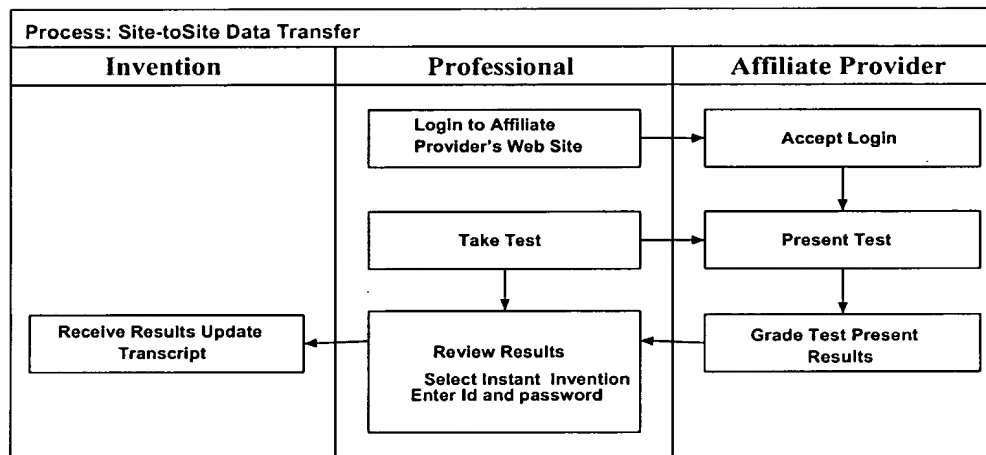 Process: Site-toSite Data Transfer
Invention
Professional
Affiliate Provider
Login to Affiliate
Provider's Web Site
Accept Login
Take Test
Present Test
Receive Results Update
Transcript
Review Results
Select Instant Invention
Enter Id and password
Grade Test Present
Results